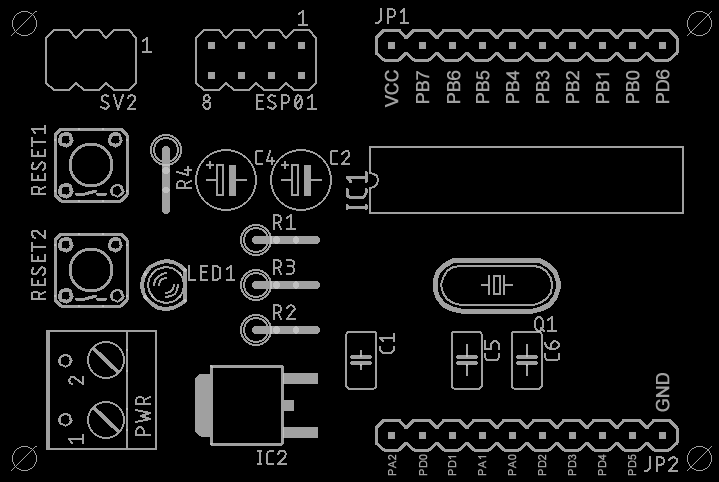 JP1
1
1
SV2
8
ESP01
VCC PB7 PB6 PB5 PB4 PB3 PB2 PB1 PB0 PD6
RESET1
R4
C4
C2
IC1
R1
RESET2
LED1
R3
R2
Q1
C1
C5
C6
2
1
PWR
IC2
GND
PA2 PD0 PD1 PA1 PA0 PD2 PD3 PD4 PD5
JP2